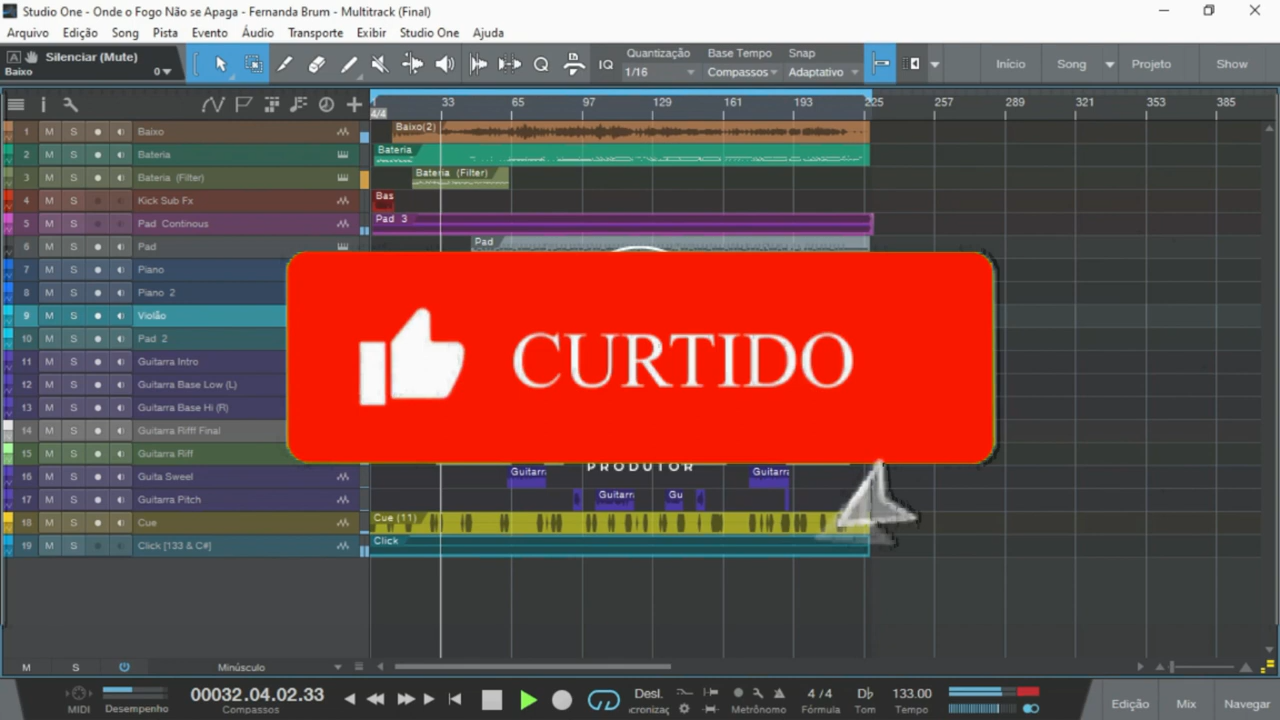 Studio One - Onde o Fogo Não se Apaga - Fernanda Brum - Multitrack (Final)
Arquivo Edição Song Pista Evento Áudio Transporte Exibir Studio One Ajuda
A Silenciar (Mute)
Baixo 0
IQ
Quantização
1/16
Base Tempo
Compassos
Snap
Adaptativo
Início Song Projeto Show
33 65 97 129 161 193 225 257 289 321 353 385
4/4
1 M S Baixo
2 M S Bateria
3 M S Bateria (Filter)
4 M S Kick Sub Fx
5 M S Pad Continous
6 M S Pad
7 M S Piano
8 M S Piano 2
9 M S Violão
10 M S Pad 2
11 M S Guitarra Intro
12 M S Guitarra Base Low (L)
13 M S Guitarra Base Hi (R)
14 M S Guitarra Rifff Final
15 M S Guitarra Riff
16 M S Guita Sweel
17 M S Guitarra Pitch
18 M S Cue
19 M S Click [133 & C#]
Baixo(2)
Bateria
Bateria (Filter)
Bas
Pad 3
Pad
CURTIDO
PRODUTOR
Guitarr Guitarr
Guitarr Gu
Cue (11)
Click
M S Minúsculo
MIDI
Desempenho
00032.04.02.33
Compassos
Desl.
icronizaç
Metrônomo
4 / 4
Fórmula
D♭
Tom
133.00
Tempo
Edição Mix Navegar